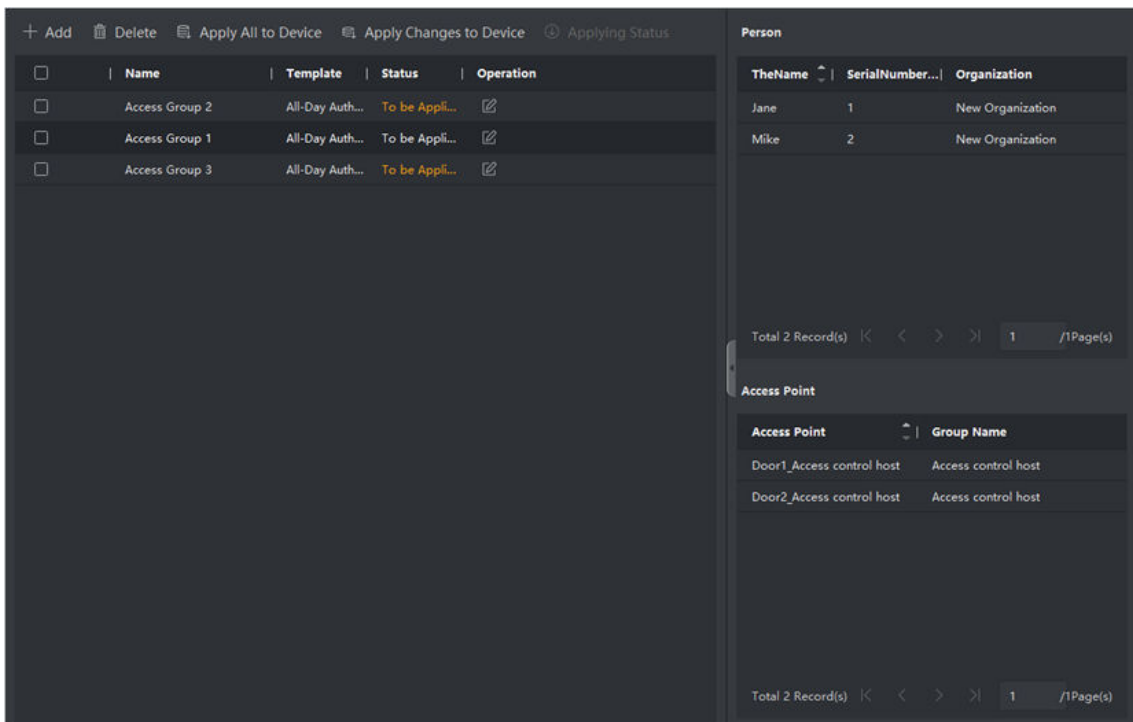 Add Delete Apply All to Device Apply Changes to Device Applying Status
Name Template Status Operation
Access Group 2 All-Day Auth... To be Appli...
Access Group 1 All-Day Auth... To be Appli...
Access Group 3 All-Day Auth... To be Appli...
Person
TheName SerialNumber... Organization
Jane 1 New Organization
Mike 2 New Organization
Total 2 Record(s) 1 /1Page(s)
Access Point
Access Point Group Name
Door1_Access control host Access control host
Door2_Access control host Access control host
Total 2 Record(s) 1 /1Page(s)